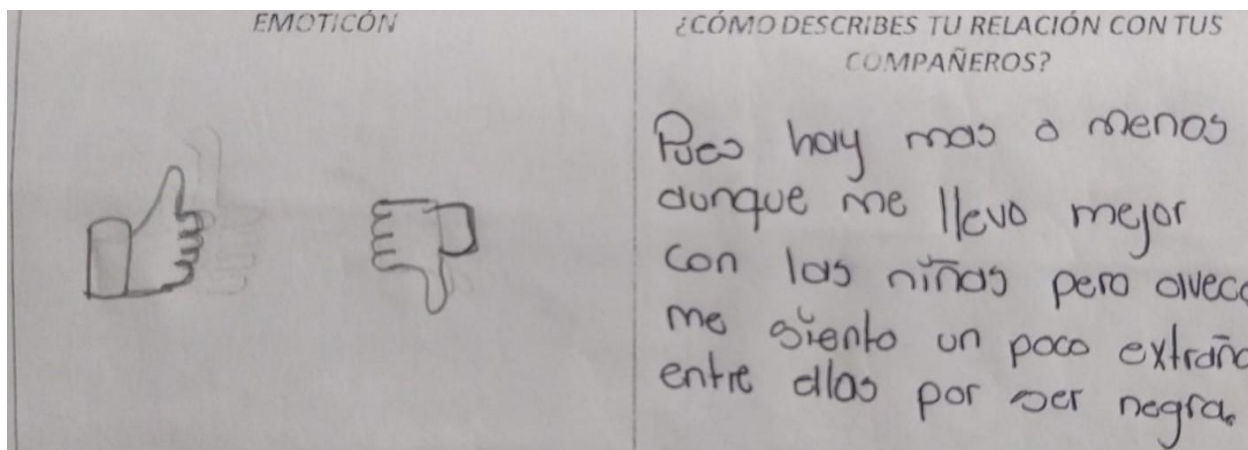 EMOTICÓN
¿CÓMO DESCRIBES TU RELACIÓN CON TUS
COMPAÑEROS?
Pues hay mas o menos
aunque me llevo mejor
con las niñas pero avece
me siento un poco extraña
entre ellas por ser negra.